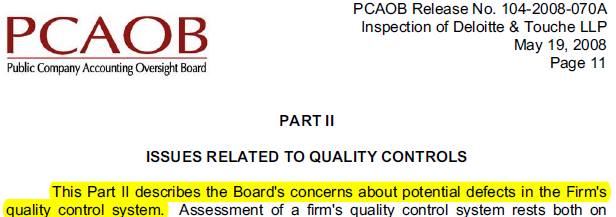 PCAOB
Public Company Accounting Oversight Board
PCAOB Release No. 104-2008-070A
Inspection of Deloitte & Touche LLP
May 19, 2008
Page 11
PART II
ISSUES RELATED TO QUALITY CONTROLS
This Part II describes the Board's concerns about potential defects in the Firm's
quality control system. Assessment of a firm's quality control system rests both on